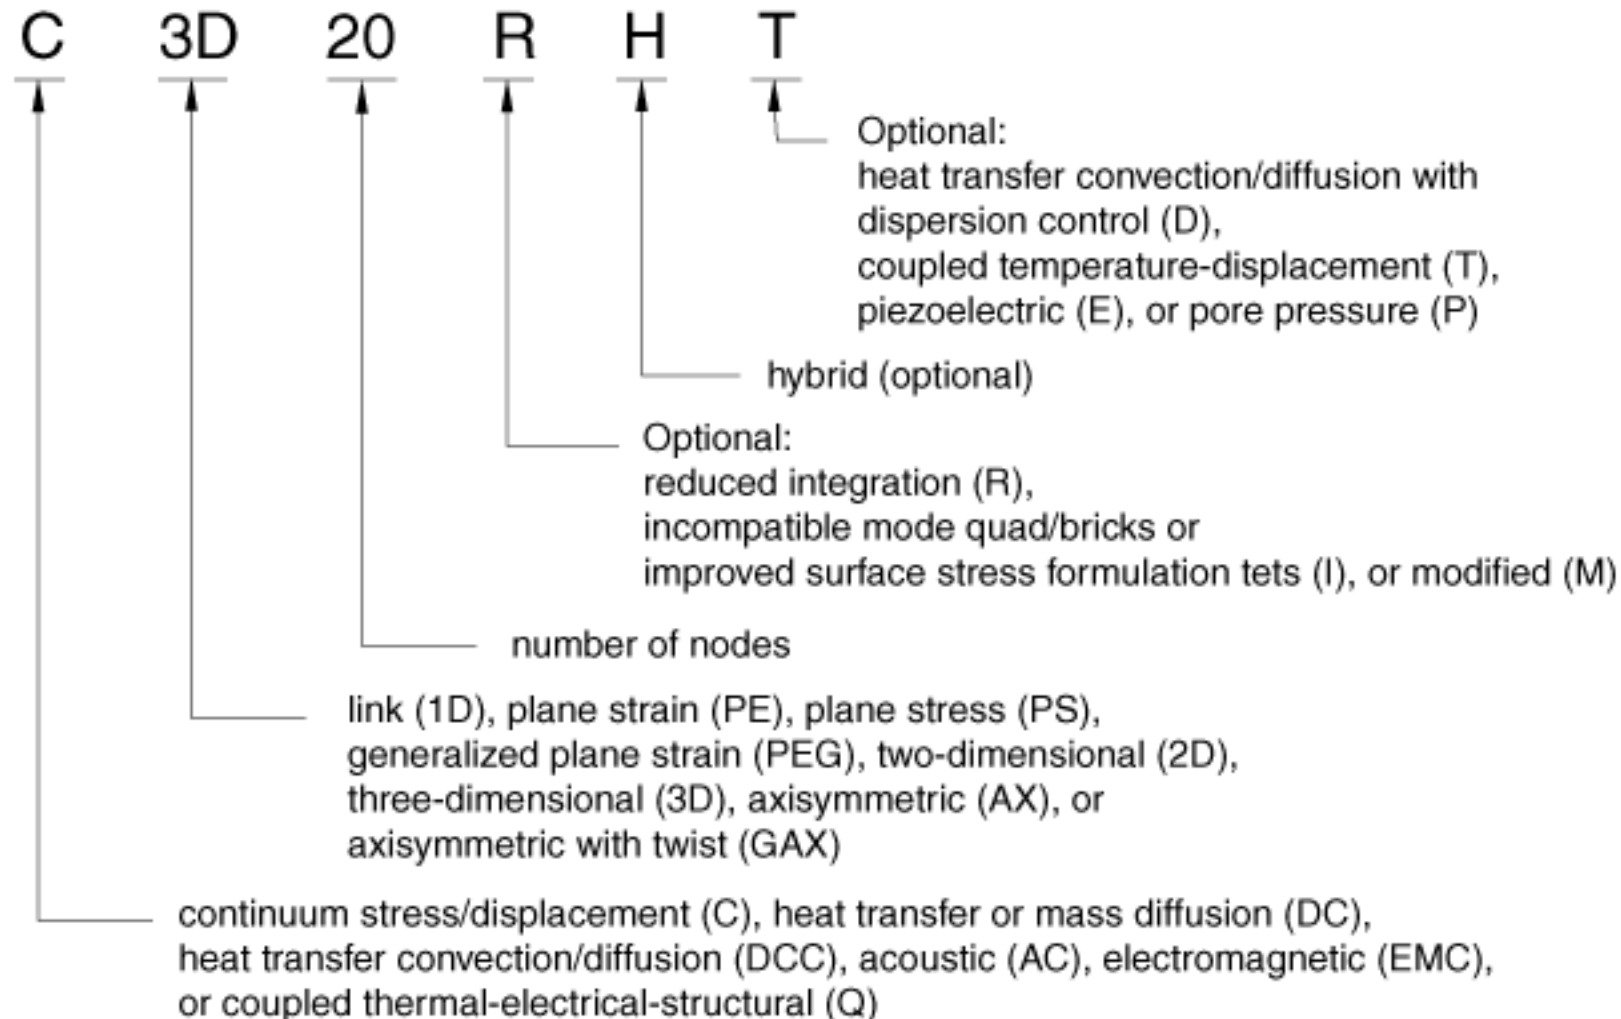 C 3D 20 R H T
Optional:
heat transfer convection/diffusion with
dispersion control (D),
coupled temperature-displacement (T),
piezoelectric (E), or pore pressure (P)
hybrid (optional)
Optional:
reduced integration (R),
incompatible mode quad/bricks or
improved surface stress formulation tets (I), or modified (M)
number of nodes
link (1D), plane strain (PE), plane stress (PS),
generalized plane strain (PEG), two-dimensional (2D),
three-dimensional (3D), axisymmetric (AX), or
axisymmetric with twist (GAX)
continuum stress/displacement (C), heat transfer or mass diffusion (DC),
heat transfer convection/diffusion (DCC), acoustic (AC), electromagnetic (EMC),
or coupled thermal-electrical-structural (Q)